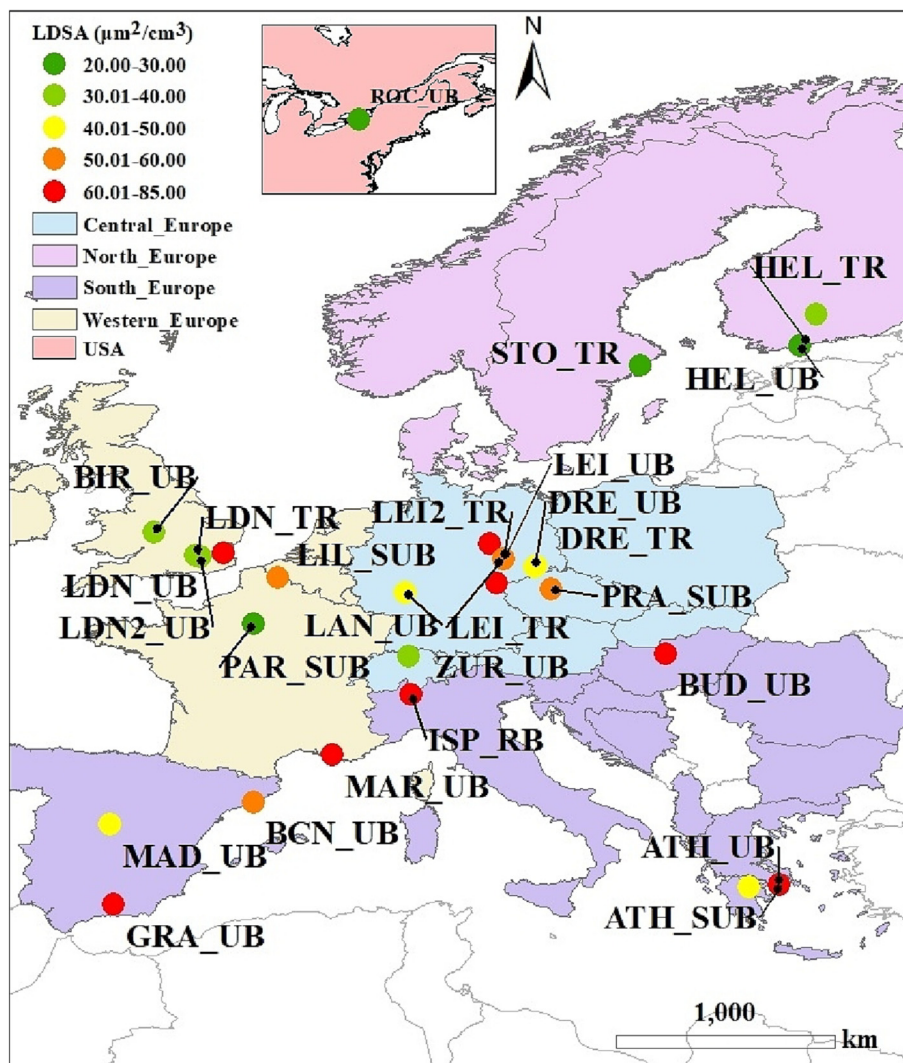 LDSA (µm²/cm³)
20.00-30.00
30.01-40.00
40.01-50.00
50.01-60.00
60.01-85.00
Central_Europe
North_Europe
South_Europe
Western_Europe
USA
ROC_UB
N
HEL_TR
STO_TR
HEL_UB
BIR_UB
LEI_UB
LDN_TR
LEI2_TR
DRE_UB
DRE_TR
LIL_SUB
LDN_UB
PRA_SUB
LDN2_UB
LAN_UB
LEI_TR
PAR_SUB
ZUR_UB
BUD_UB
ISP_RB
MAR_UB
BCN_UB
MAD_UB
ATH_UB
ATH_SUB
GRA_UB
1,000
km